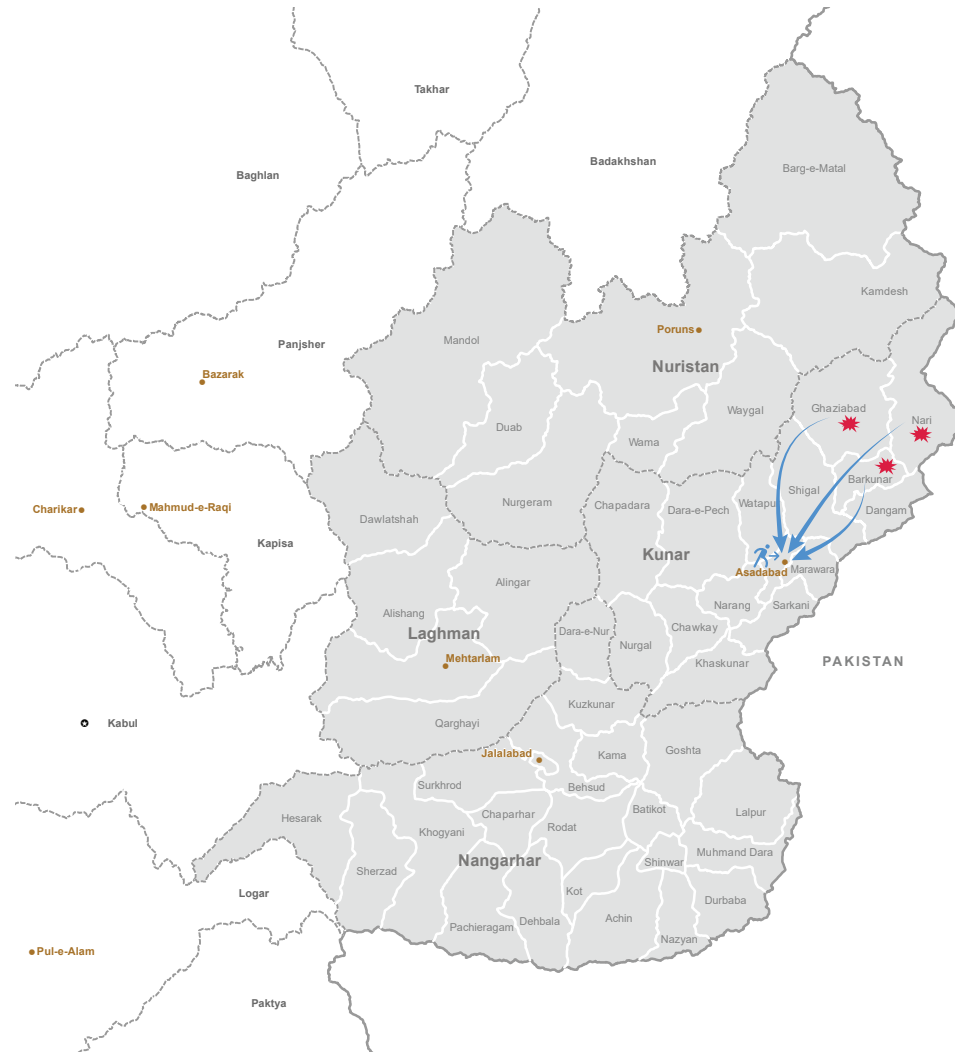 Takhar
Badakhshan
Baghlan
Barg-e-Matal
Kamdesh
Poruns
Mandol
Panjsher
Nuristan
Bazarak
Ghaziabad
Waygal
Nari
Duab
Wama
Barkunar
Shigal
Nurgeram
Chapadara
Dara-e-Pech
Watapur
Mahmud-e-Raqi
Charikar
Dangam
Dawlatshah
Kapisa
Kunar
Marawara
Asadabad
Alingar
Narang
Sarkani
Alishang
Chawkay
Laghman
Dara-e-Nur
Nurgal
Mehtarlam
Khaskunar
PAKISTAN
Kuzkunar
Kabul
Qarghayi
Jalalabad
Kama
Goshta
Surkhrod
Behsud
Hesarak
Chaparhar
Batikot
Lalpur
Khogyani
Rodat
Nangarhar
Shinwar
Muhmand Dara
Sherzad
Logar
Kot
Durbaba
Pachieragam
Dehbala
Achin
Nazyan
Pul-e-Alam
Paktya